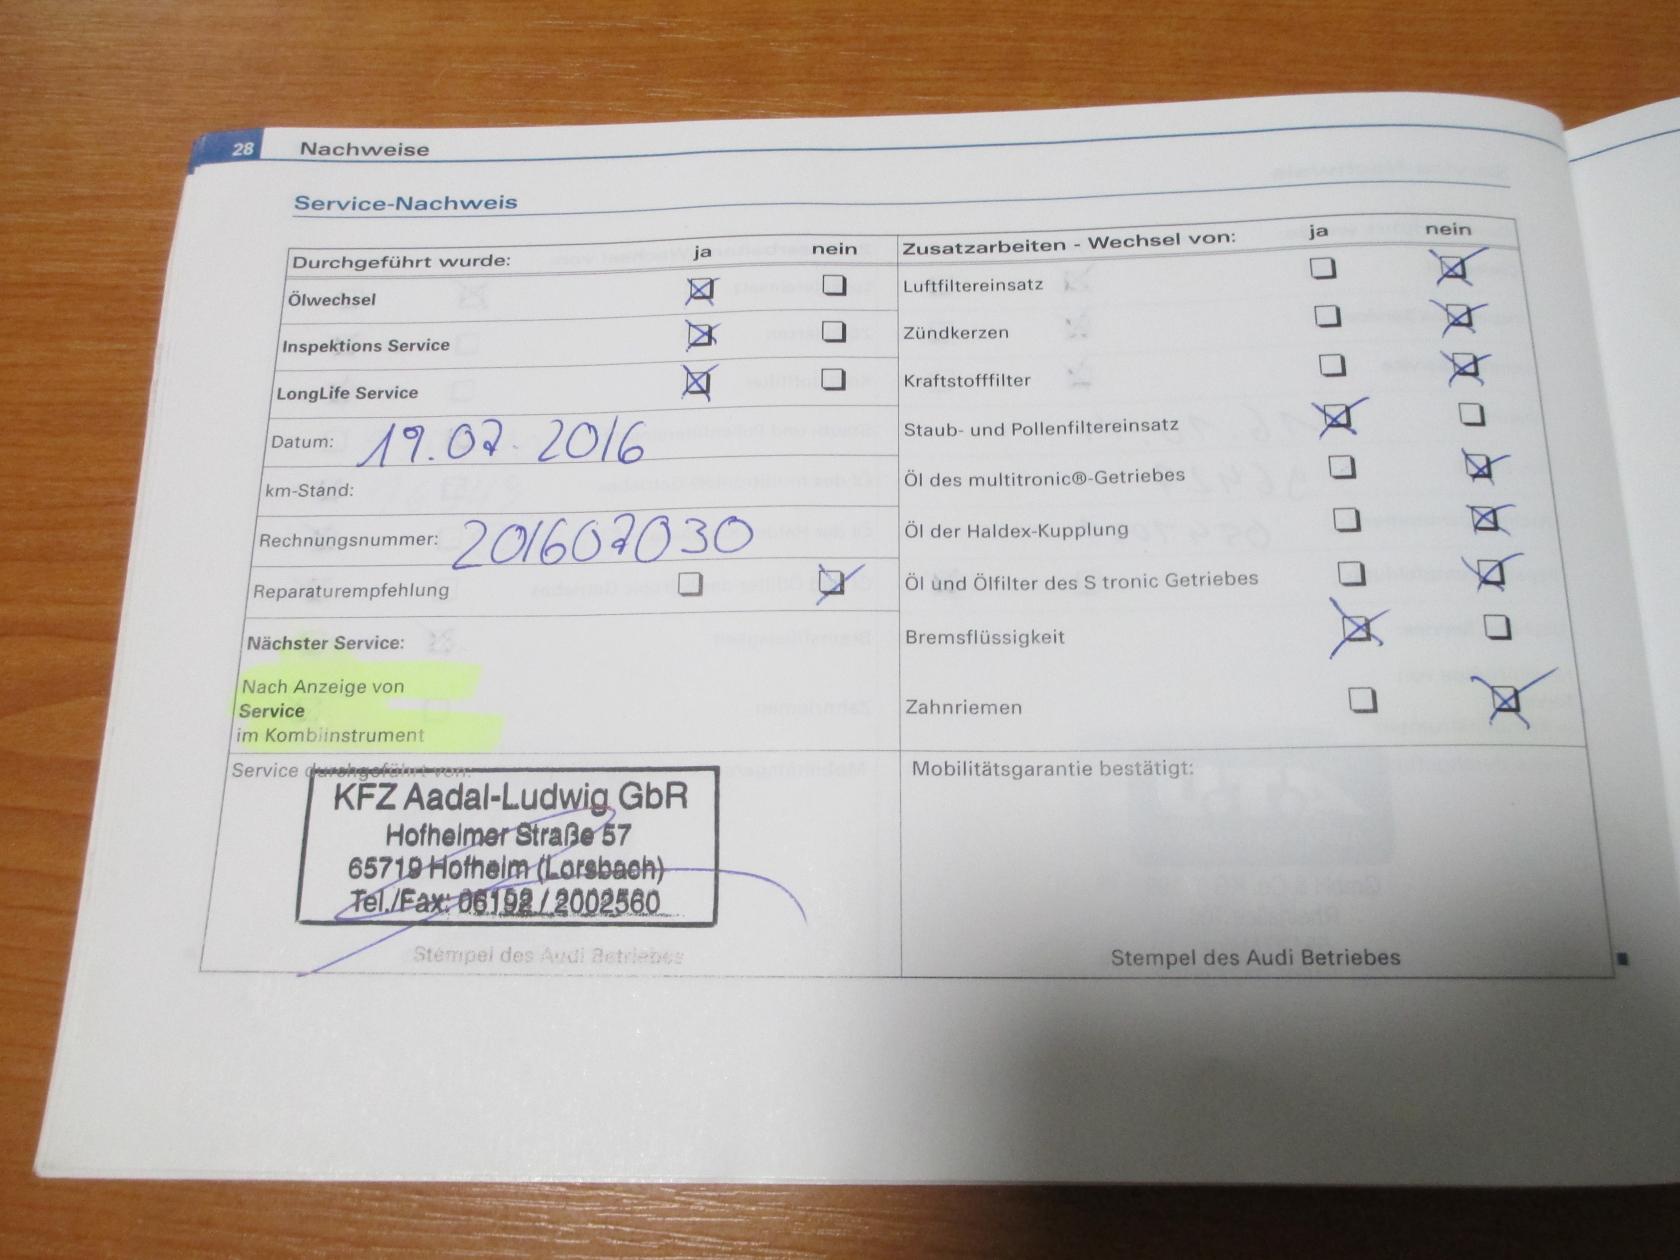 28 Nachweise
Service-Nachweis
Durchgeführt wurde: ja nein
Ölwechsel
Inspektions Service
LongLife Service
Datum: 19.07.2016
km-Stand:
Rechnungsnummer: 201607030
Reparaturempfehlung
Nächster Service:
Nach Anzeige von
Service
im Kombiinstrument
Service durchgeführt von:
KFZ Aadal-Ludwig GbR
Hofheimer Straße 57
65719 Hofheim (Lorsbach)
Tel./Fax: 06192 / 2002560
Stempel des Audi Betriebes
Zusatzarbeiten - Wechsel von: ja nein
Luftfiltereinsatz
Zündkerzen
Kraftstofffilter
Staub- und Pollenfiltereinsatz
Öl des multitronic®-Getriebes
Öl der Haldex-Kupplung
Öl und Ölfilter des S tronic Getriebes
Bremsflüssigkeit
Zahnriemen
Mobilitätsgarantie bestätigt:
Stempel des Audi Betriebes